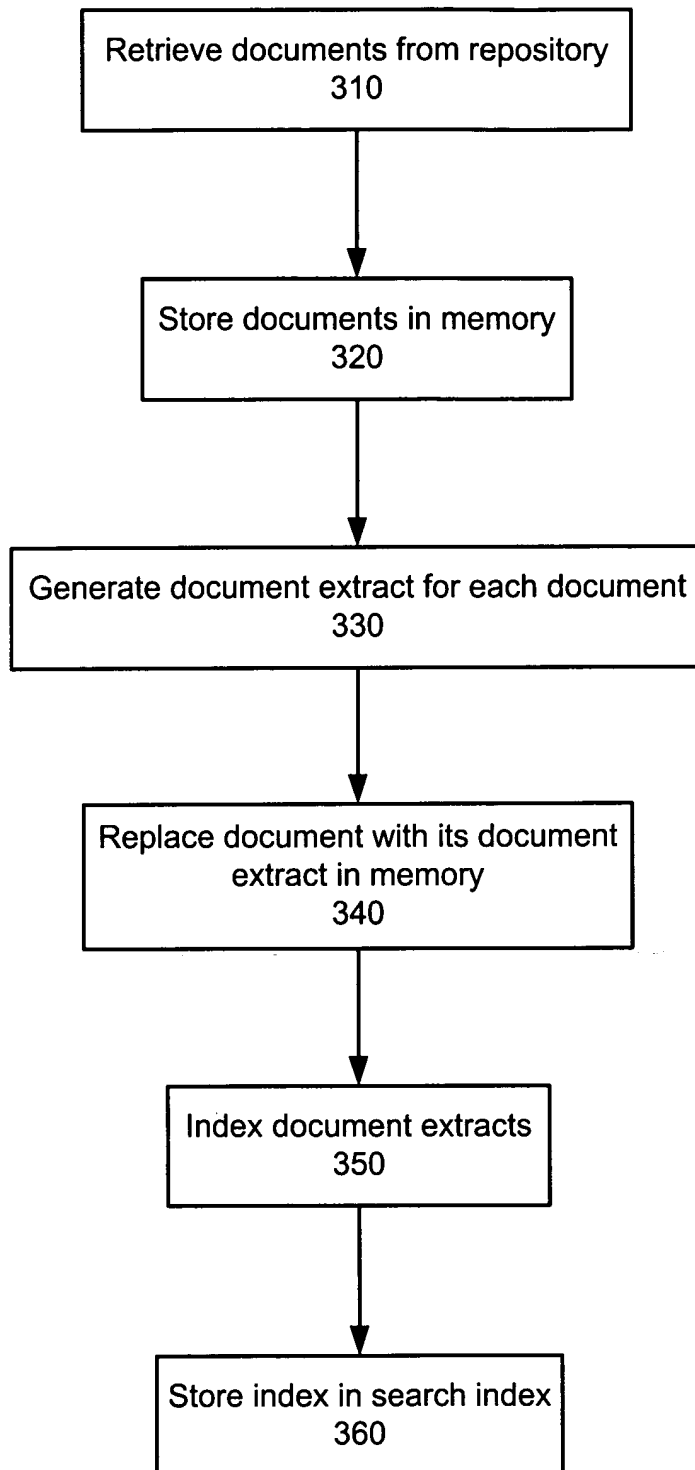 Retrieve documents from repository
310
Store documents in memory
320
Generate document extract for each document
330
Replace document with its document
extract in memory
340
Index document extracts
350
Store index in search index
360